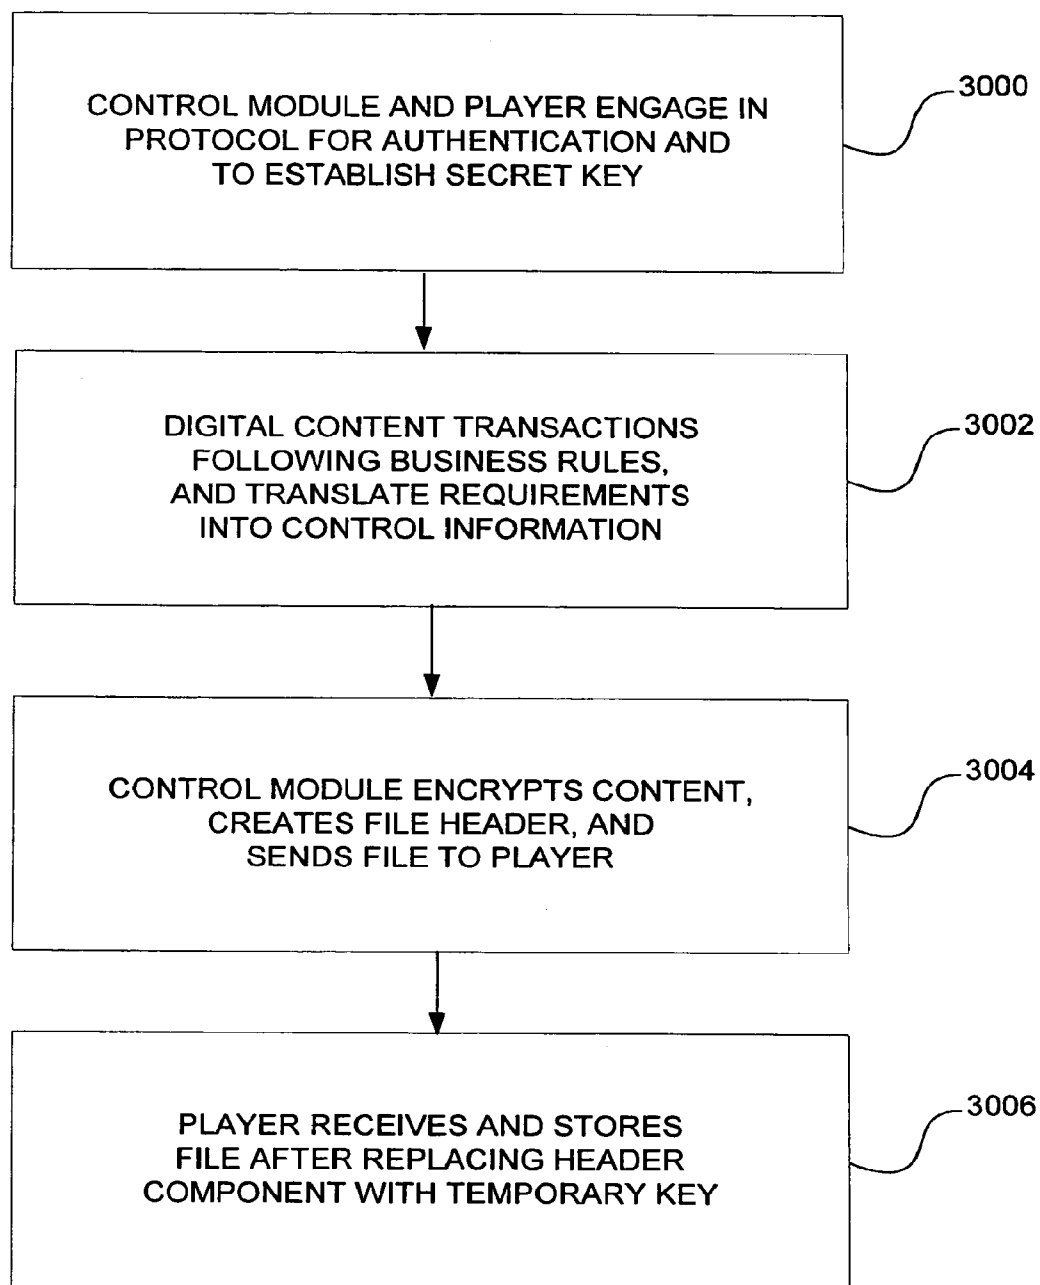 CONTROL MODULE AND PLAYER ENGAGE IN
PROTOCOL FOR AUTHENTICATION AND
TO ESTABLISH SECRET KEY
3000
DIGITAL CONTENT TRANSACTIONS
FOLLOWING BUSINESS RULES,
AND TRANSLATE REQUIREMENTS
INTO CONTROL INFORMATION
3002
CONTROL MODULE ENCRYPTS CONTENT,
CREATES FILE HEADER, AND
SENDS FILE TO PLAYER
3004
PLAYER RECEIVES AND STORES
FILE AFTER REPLACING HEADER
COMPONENT WITH TEMPORARY KEY
3006